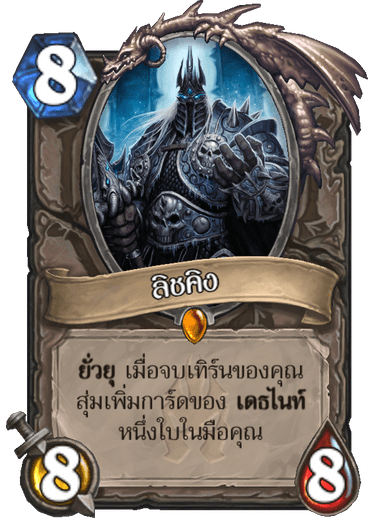 8
ลิชคิง
ยั่วยุ เมื่อจบเทิร์นของคุณ
สุ่มเพิ่มการ์ดของ เดธไนท์
หนึ่งใบในมือคุณ
8
8